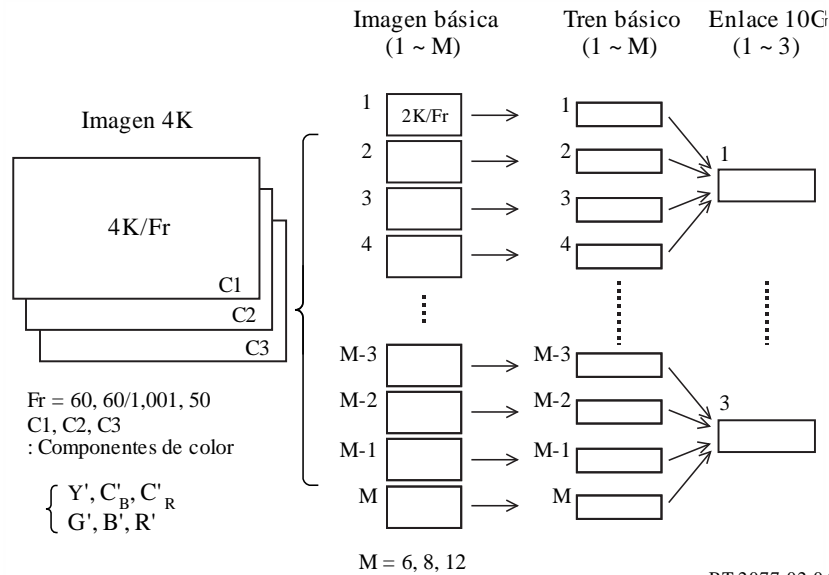 Imagen básica
(1 ~ M)
Tren básico
(1 ~ M)
Enlace 10G
(1 ~ 3)
Imagen 4K
4K/Fr
C1
C2
C3
Fr = 60, 60/1,001, 50
C1, C2, C3
: Componentes de color
Y', C'B, C'R
G', B', R'
1
2K/Fr
2
3
4
M-3
M-2
M-1
M
M = 6, 8, 12
1
2
3
4
M-3
M-2
M-1
M
1
3